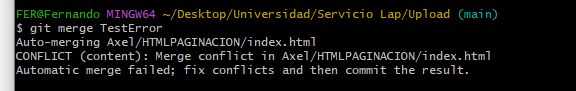 FER@Fernando MINGW64 ~/Desktop/Universidad/Servicio Lap/Upload (main)
$ git merge TestError
Auto-merging Axel/HTMLPAGINACION/index.html
CONFLICT (content): Merge conflict in Axel/HTMLPAGINACION/index.html
Automatic merge failed; fix conflicts and then commit the result.